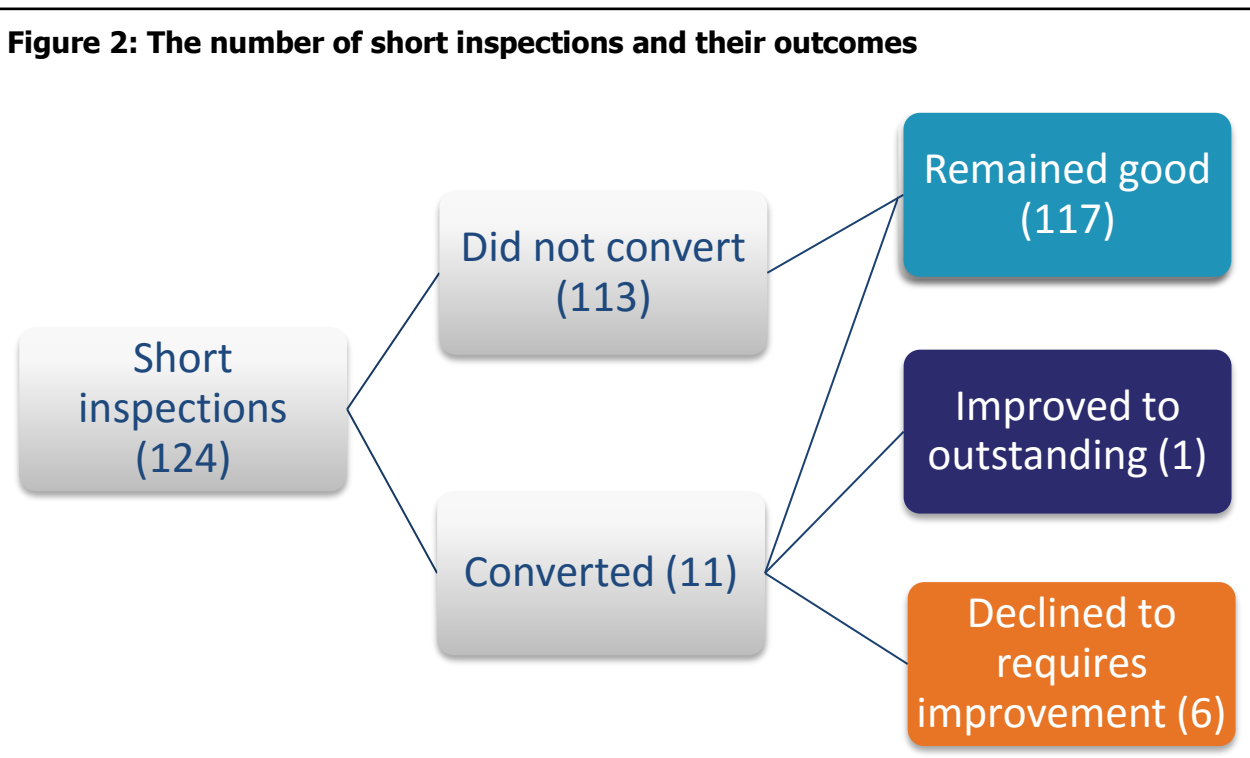 Figure 2: The number of short inspections and their outcomes
Short
inspections
(124)
Did not convert
(113)
Converted (11)
Remained good
(117)
Improved to
outstanding (1)
Declined to
requires
improvement (6)